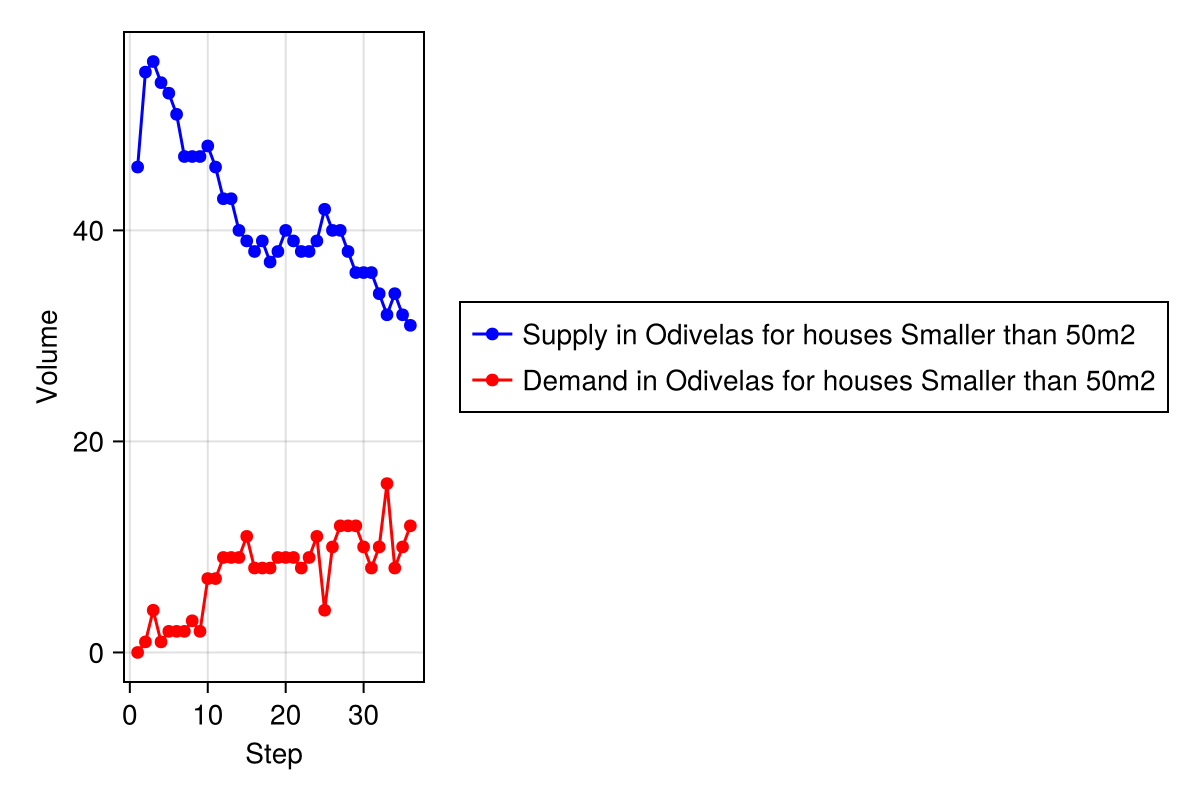 Volume
40
20
0
0 10 20 30
Step
Supply in Odivelas for houses Smaller than 50m2
Demand in Odivelas for houses Smaller than 50m2